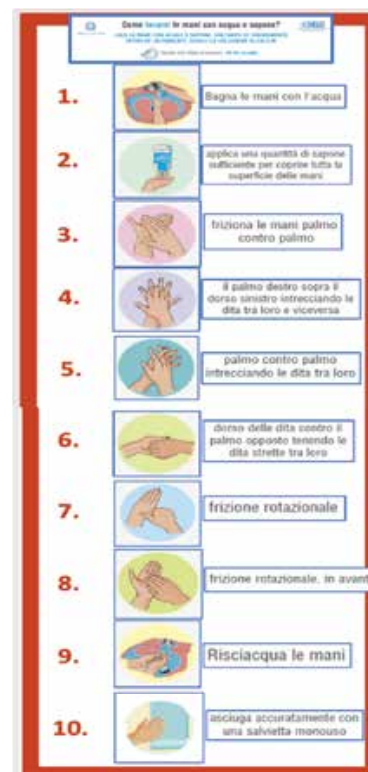 Come lavarsi le mani con acqua e sapone?
1.
Bagna le mani con l'acqua
2.
applica una quantità di sapone
sufficiente per coprire tutta la
superficie delle mani
3.
friziona le mani palmo
contro palmo
4.
il palmo destro sopra il
dorso sinistro intrecciando le
dita tra loro e viceversa
5.
palmo contro palmo
intrecciando le dita tra loro
6.
dorso delle dita contro il
palmo opposto tenendo le
dita strette tra loro
7.
frizione rotazionale
8.
frizione rotazionale, in avant
9.
Risciacqua le mani
10.
asciuga accuratamente con
una salvietta monouso